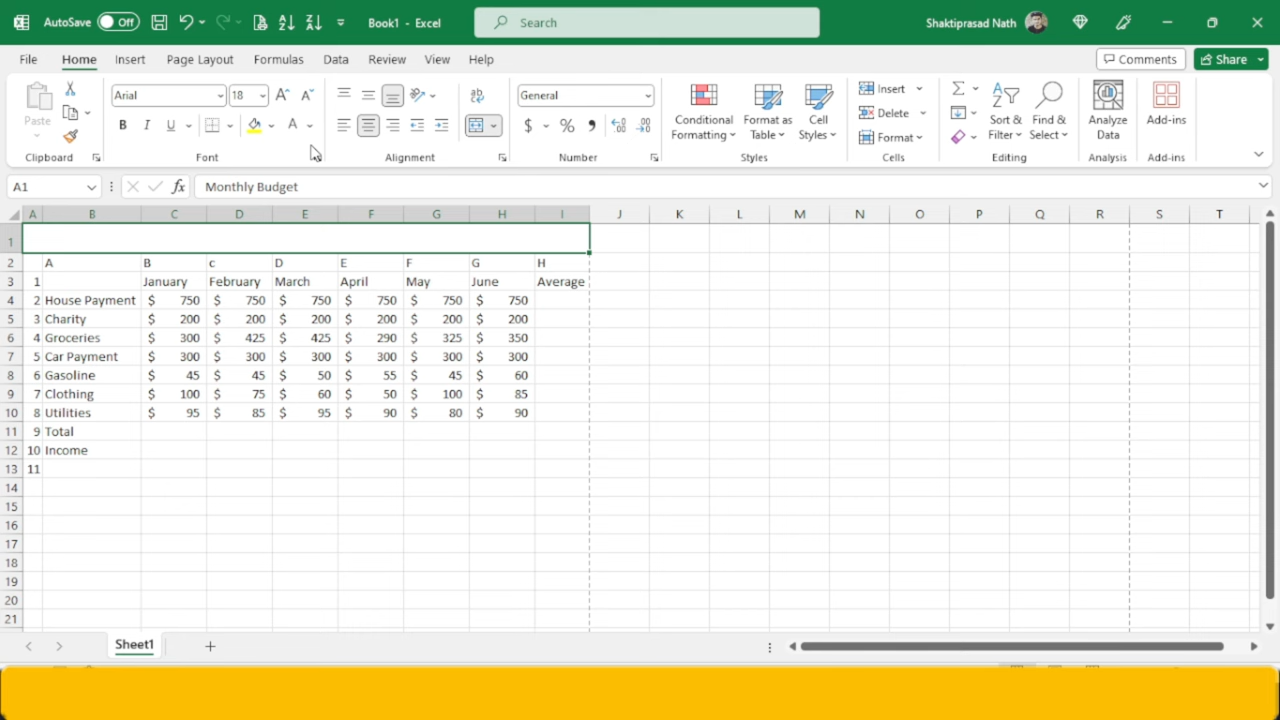 AutoSave Off Book1 - Excel Search Shaktiprasad Nath
File Home Insert Page Layout Formulas Data Review View Help Comments Share
Paste Arial 18 General Conditional Formatting Format as Table Cell Styles Insert Delete Format Sort & Filter Find & Select Analyze Data Add-ins
B I U A $ % 9
Clipboard Font Alignment Number Styles Cells Editing Analysis Add-ins
A1 fx Monthly Budget
A B C D E F G H I J K L M N O P Q R S T
1
2 A B c D E F G H
3 1 January February March April May June Average
4 2 House Payment $ 750 $ 750 $ 750 $ 750 $ 750 $ 750
5 3 Charity $ 200 $ 200 $ 200 $ 200 $ 200 $ 200
6 4 Groceries $ 300 $ 425 $ 425 $ 290 $ 325 $ 350
7 5 Car Payment $ 300 $ 300 $ 300 $ 300 $ 300 $ 300
8 6 Gasoline $ 45 $ 45 $ 50 $ 55 $ 45 $ 60
9 7 Clothing $ 100 $ 75 $ 60 $ 50 $ 100 $ 85
10 8 Utilities $ 95 $ 85 $ 95 $ 90 $ 80 $ 90
11 9 Total
12 10 Income
13 11
14
15
16
17
18
19
20
21
Sheet1